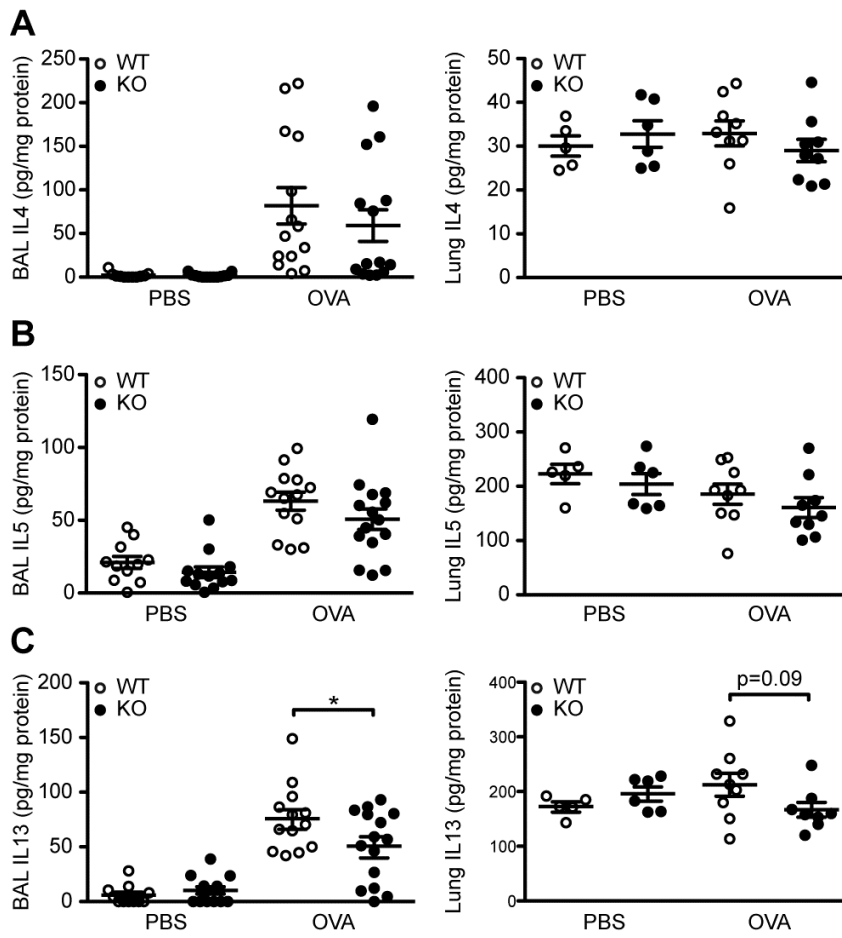 A
BAL IL4 (pg/mg protein)
250
200
150
100
50
0
WT
KO
PBS
OVA
Lung IL4 (pg/mg protein)
50
40
30
20
10
0
WT
KO
PBS
OVA
B
BAL IL5 (pg/mg protein)
150
100
50
0
WT
KO
PBS
OVA
Lung IL5 (pg/mg protein)
400
300
200
100
0
WT
KO
PBS
OVA
C
BAL IL13 (pg/mg protein)
200
150
100
50
0
WT
KO
*
PBS
OVA
Lung IL13 (pg/mg protein)
400
300
200
100
0
WT
KO
p=0.09
PBS
OVA